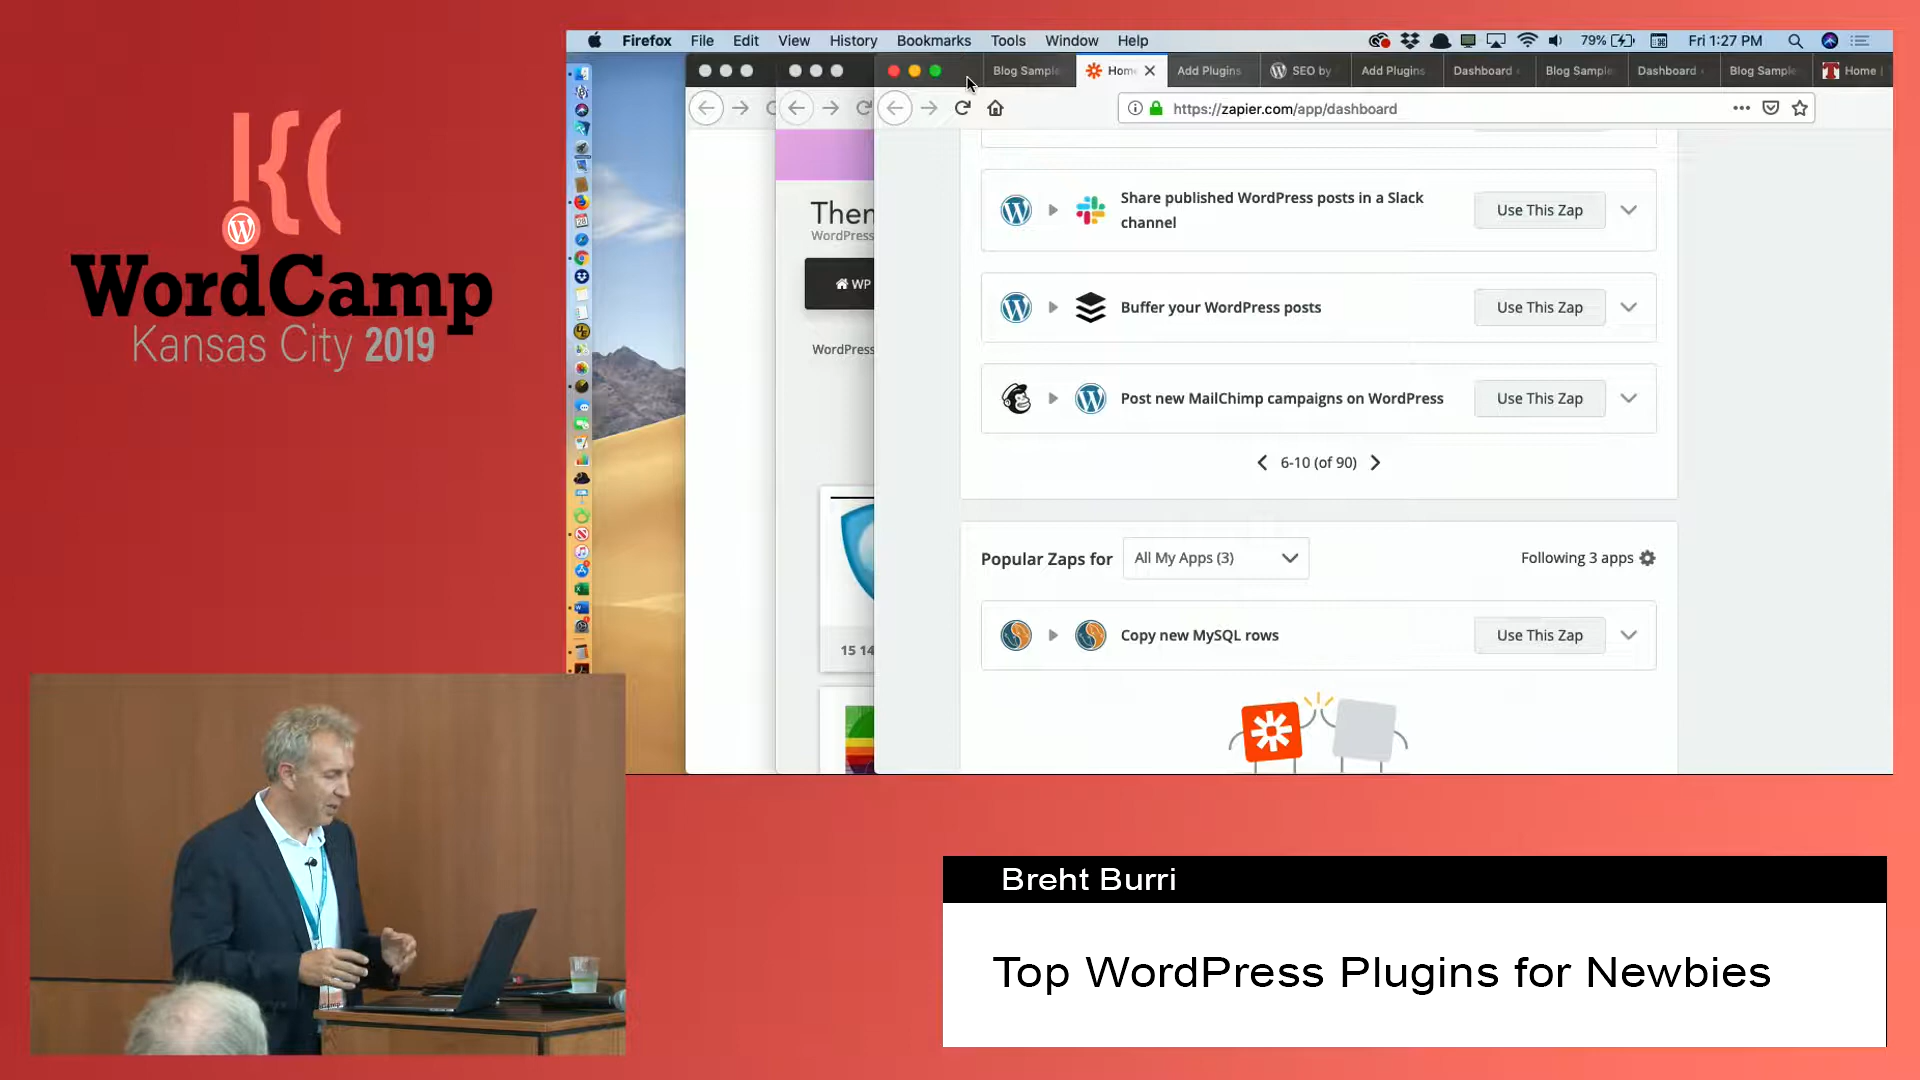 Firefox File Edit View History Bookmarks Tools Window Help
79% Fri 1:27 PM
Blog Sample
Hom
Add Plugins
SEO by
Add Plugins
Dashboard
Blog Sample
Dashboard
Blog Sample
Home |
https://zapier.com/app/dashboard
Them
WordPress
WP
WordPress
15 14
Share published WordPress posts in a Slack
channel
Use This Zap
Buffer your WordPress posts
Use This Zap
Post new MailChimp campaigns on WordPress
Use This Zap
6-10 (of 90)
Popular Zaps for
All My Apps (3)
Following 3 apps
Copy new MySQL rows
Use This Zap
K(
WordCamp
Kansas City 2019
Breht Burri
Top WordPress Plugins for Newbies